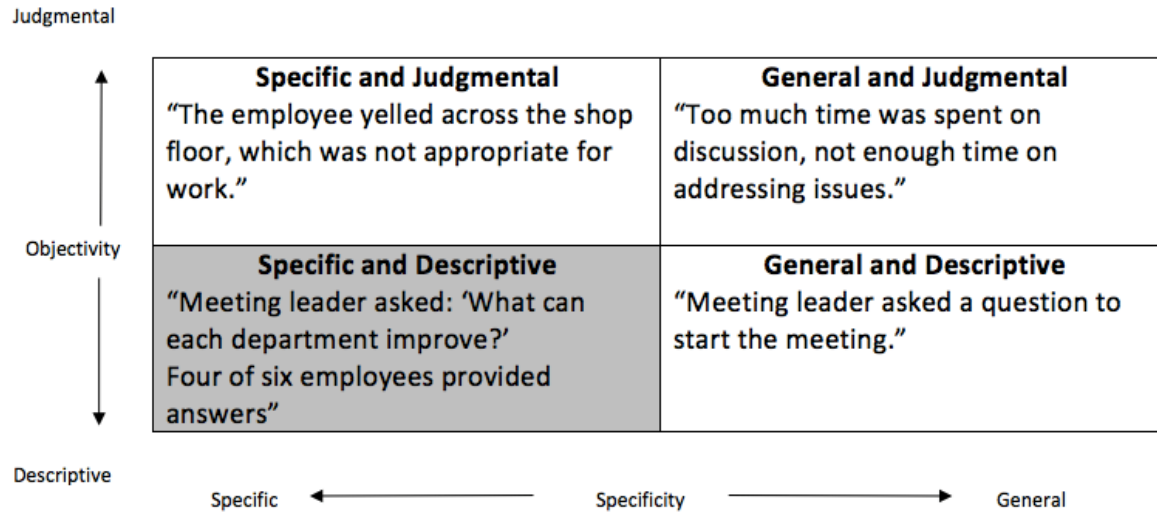 Judgmental
Specific and Judgmental
“The employee yelled across the shop
floor, which was not appropriate for
work.”
General and Judgmental
“Too much time was spent on
discussion, not enough time on
addressing issues.”
Objectivity
Specific and Descriptive
“Meeting leader asked: ‘What can
each department improve?’
Four of six employees provided
answers”
General and Descriptive
“Meeting leader asked a question to
start the meeting.”
Descriptive
Specific
Specificity
General